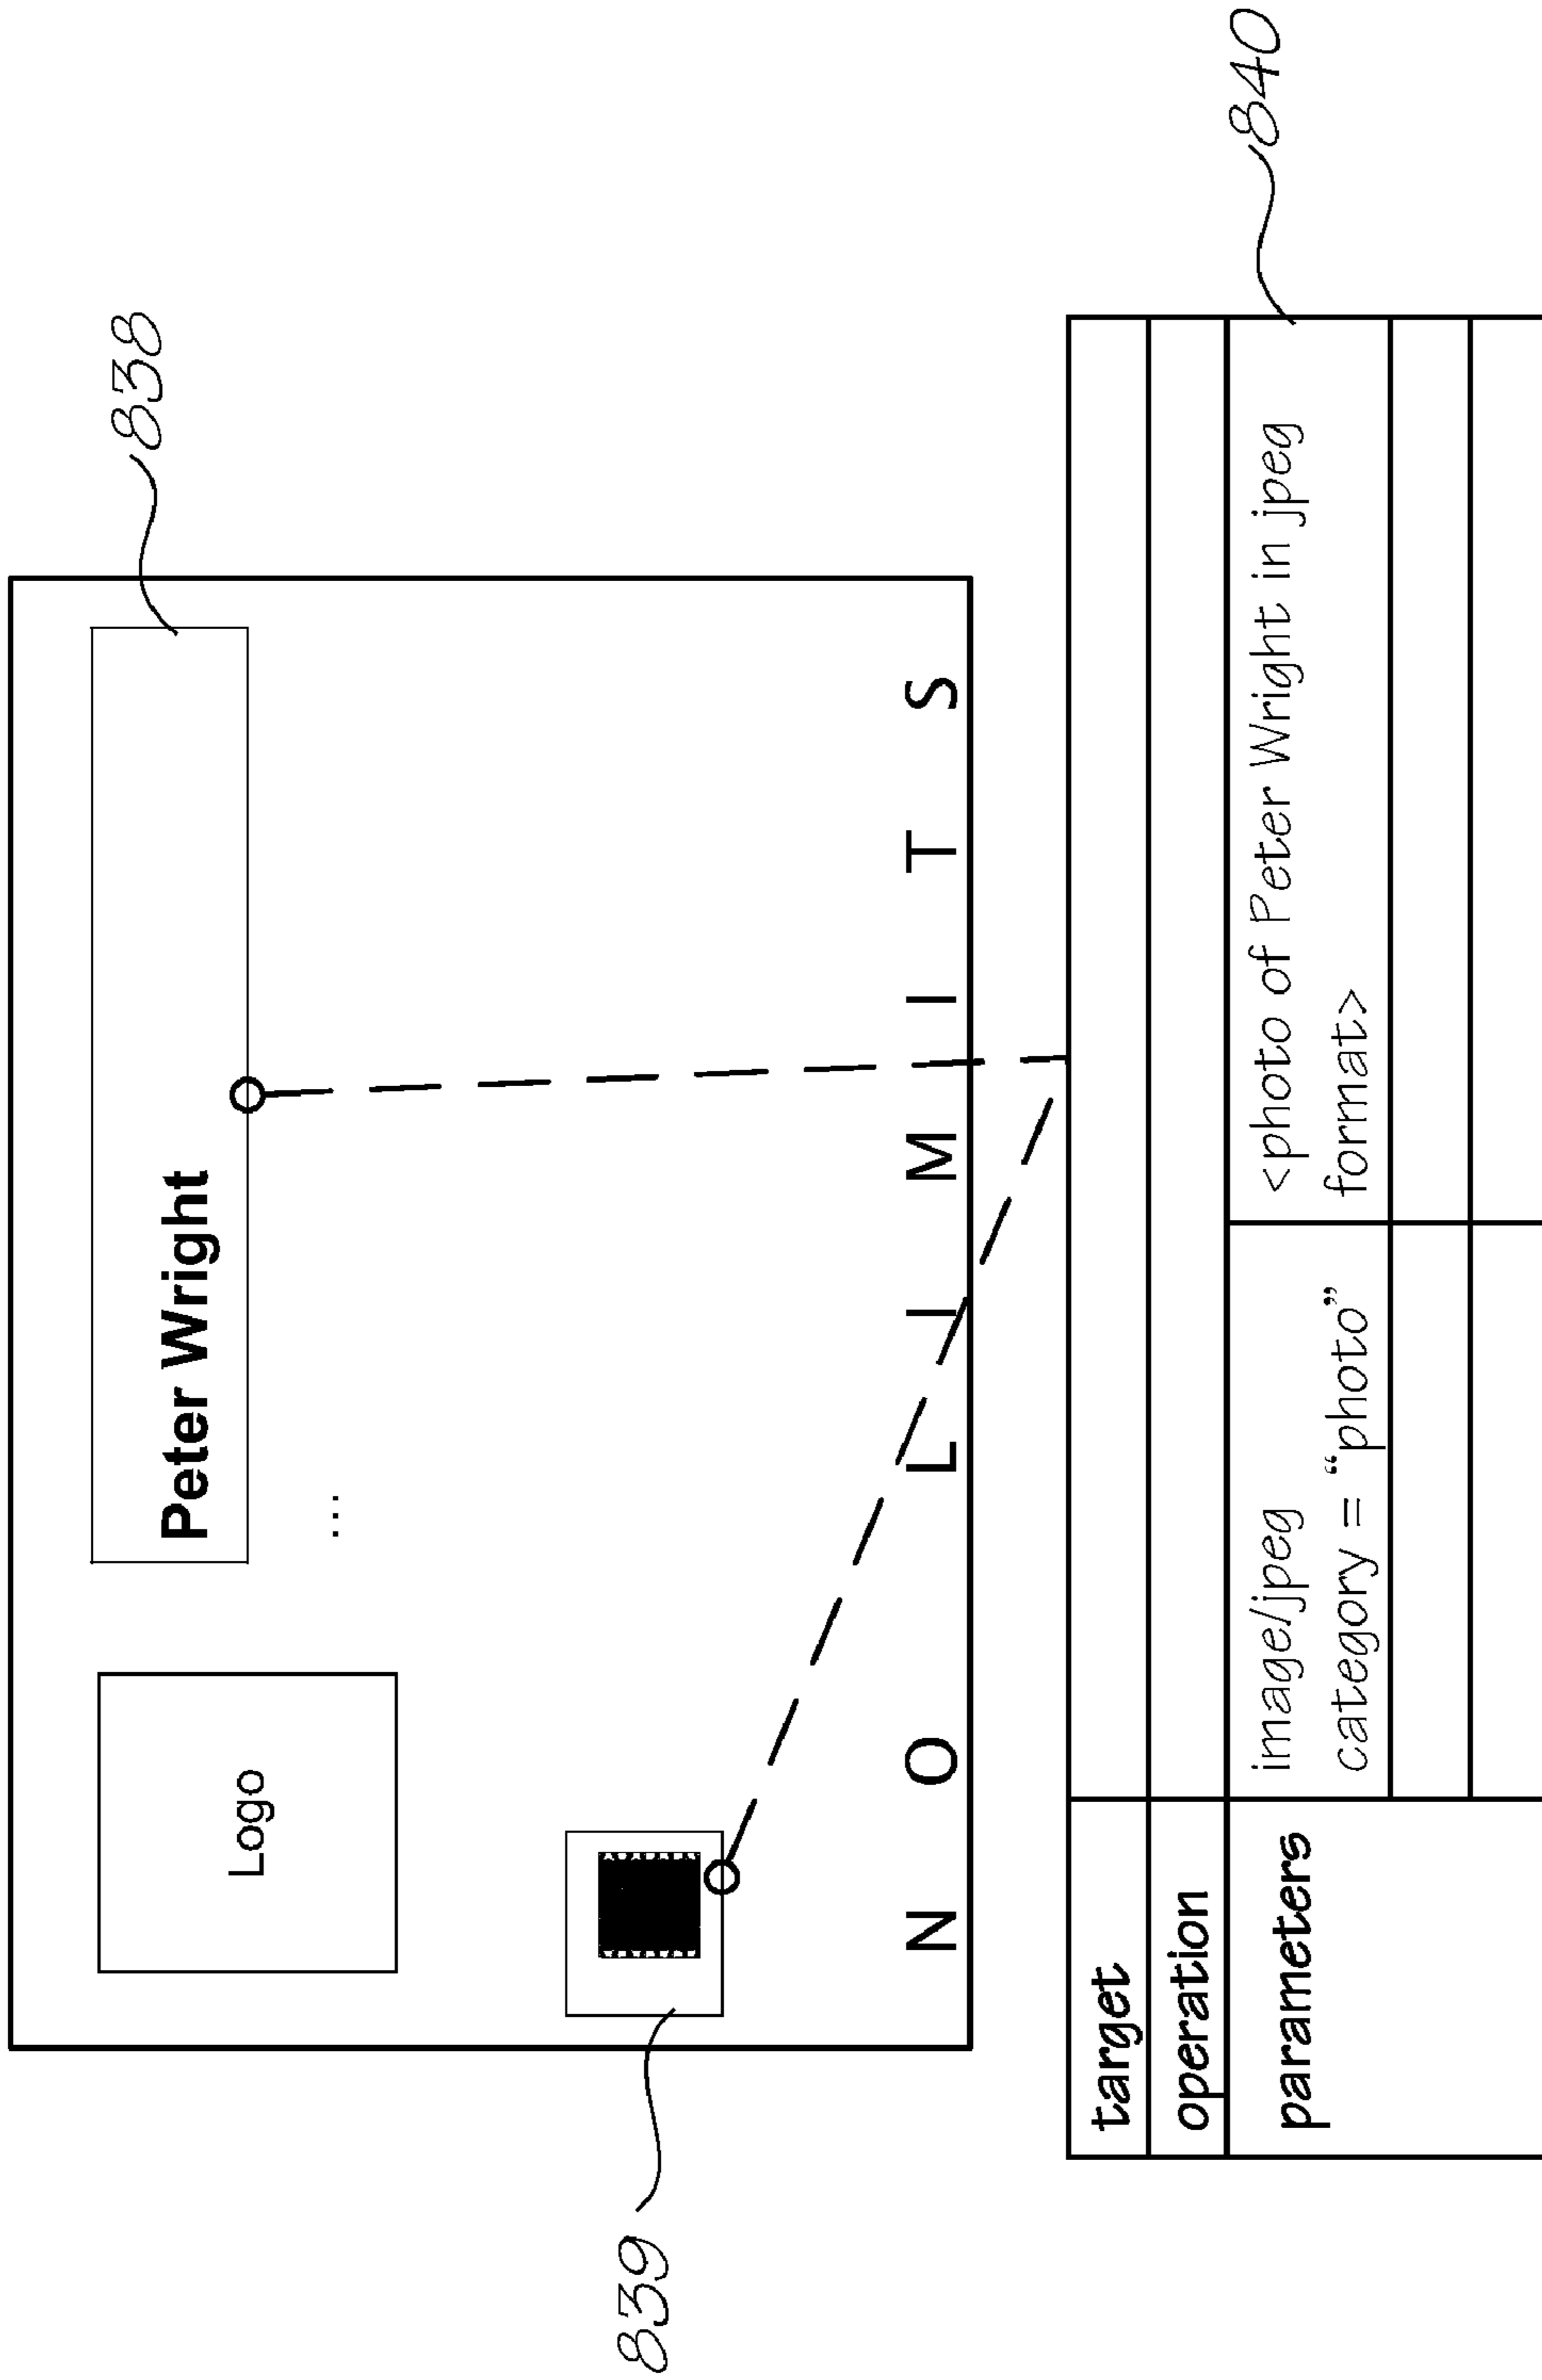 838
Logo
Peter Wright
...
839
N O L I M I T S
target
operation
parameters
image/jpeg
category = “photo”
<photo of Peter Wright in jpeg
format>
840